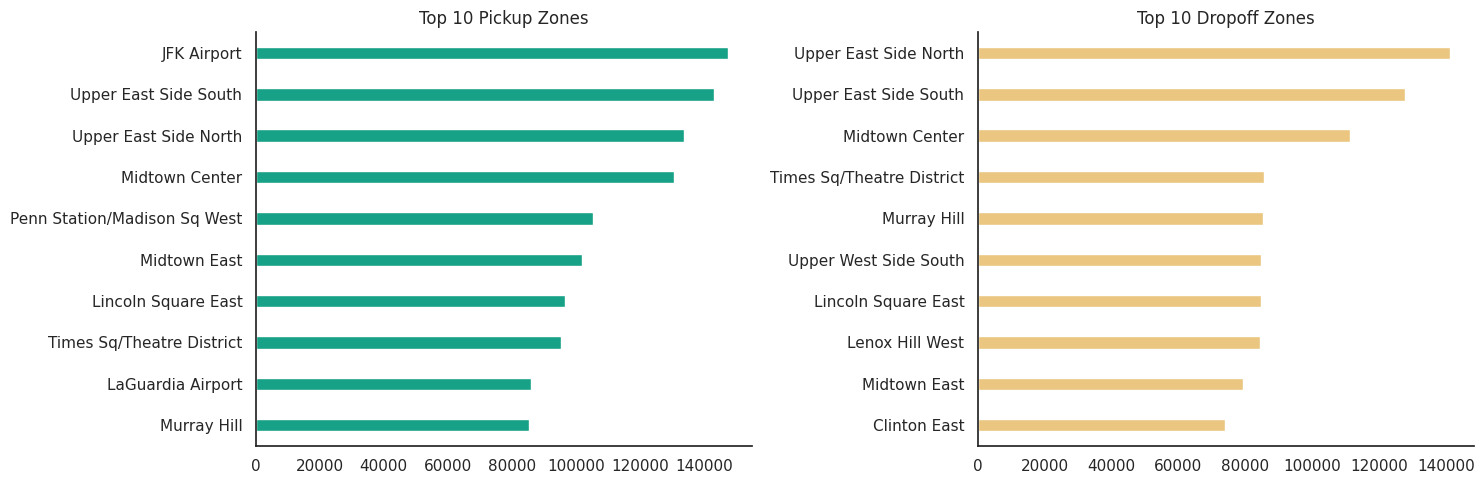 Top 10 Pickup Zones
JFK Airport
Upper East Side South
Upper East Side North
Midtown Center
Penn Station/Madison Sq West
Midtown East
Lincoln Square East
Times Sq/Theatre District
LaGuardia Airport
Murray Hill
0 20000 40000 60000 80000 100000 120000 140000
Top 10 Dropoff Zones
Upper East Side North
Upper East Side South
Midtown Center
Times Sq/Theatre District
Murray Hill
Upper West Side South
Lincoln Square East
Lenox Hill West
Midtown East
Clinton East
0 20000 40000 60000 80000 100000 120000 140000